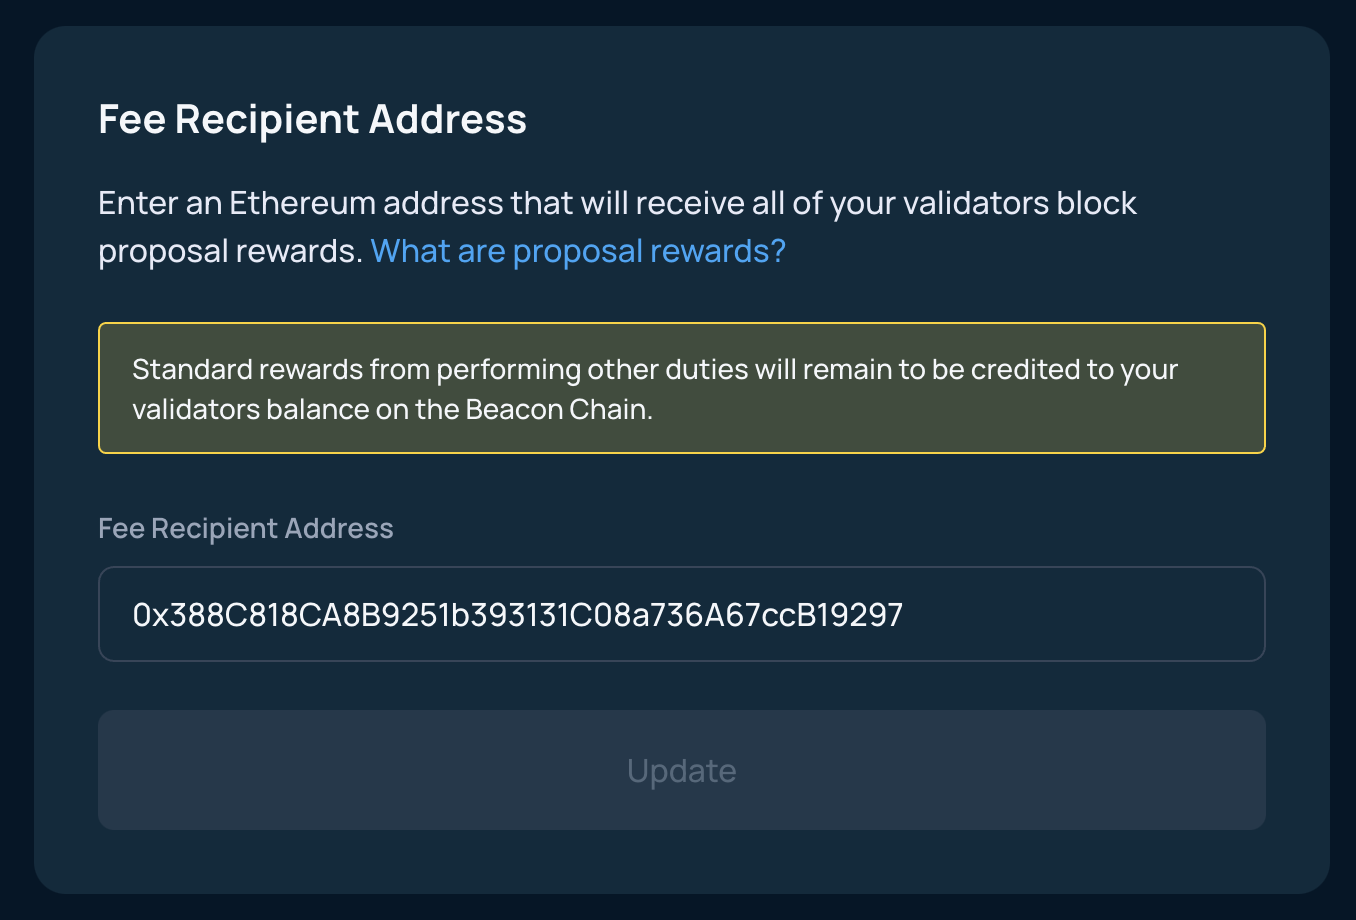 Fee Recipient Address
Enter an Ethereum address that will receive all of your validators block
proposal rewards. What are proposal rewards?
Standard rewards from performing other duties will remain to be credited to your
validators balance on the Beacon Chain.
Fee Recipient Address
0x388C818CA8B9251b393131C08a736A67ccB19297
Update